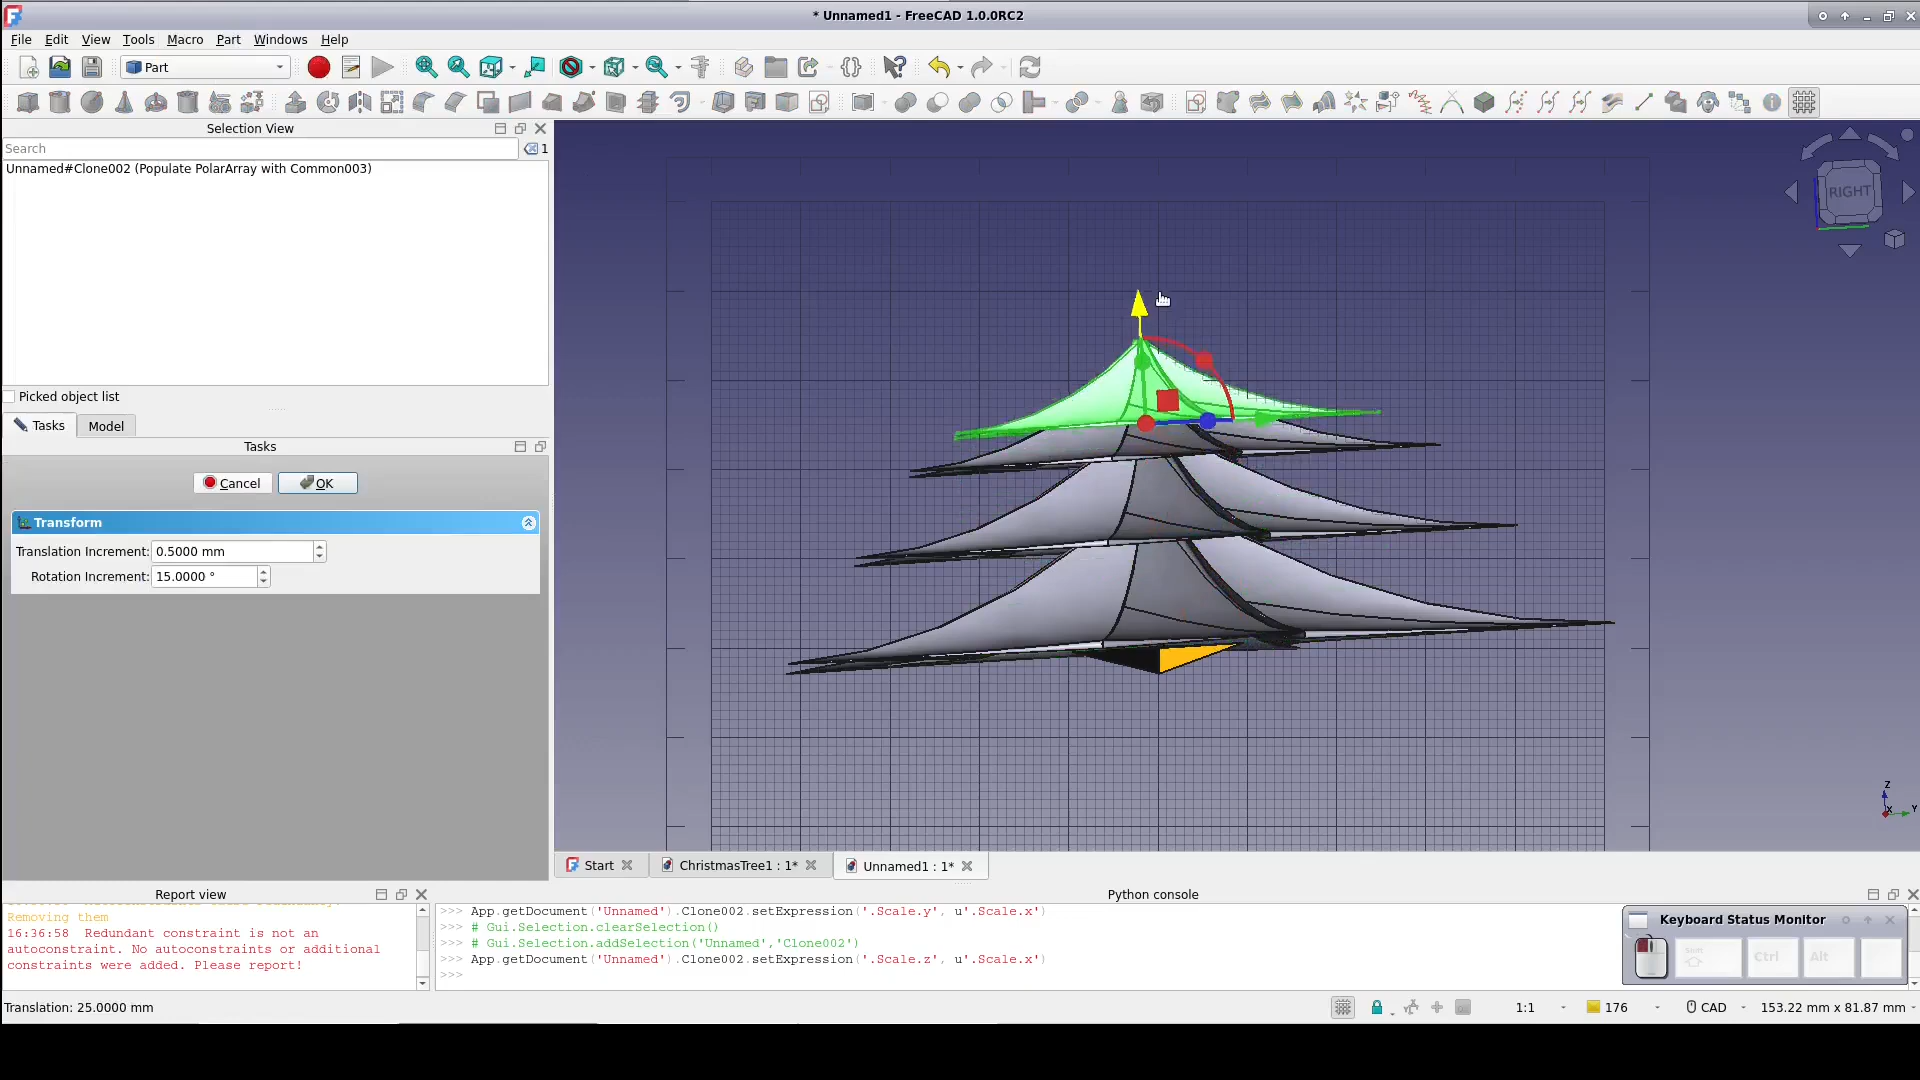 * Unnamed1 - FreeCAD 1.0.0RC2
File Edit View Tools Macro Part Windows Help
Part
Selection View
Search
1
Unnamed#Clone002 (Populate PolarArray with Common003)
Picked object list
Tasks
Model
Tasks
Cancel
OK
Transform
Translation Increment: 0.5000 mm
Rotation Increment: 15.0000 °
RIGHT
Z
X
Y
Start
ChristmasTree1 : 1*
Unnamed1 : 1*
Report view
Removing them
16:36:58 Redundant constraint is not an
autoconstraint. No autoconstraints or additional
constraints were added. Please report!
Python console
>>> App.getDocument('Unnamed').Clone002.setExpression('.Scale.y', u'.Scale.x')
>>> # Gui.Selection.clearSelection()
>>> # Gui.Selection.addSelection('Unnamed','Clone002')
>>> App.getDocument('Unnamed').Clone002.setExpression('.Scale.z', u'.Scale.x')
>>>
Keyboard Status Monitor
Shift
Ctrl
Alt
Translation: 25.0000 mm
1:1
176
CAD
153.22 mm x 81.87 mm